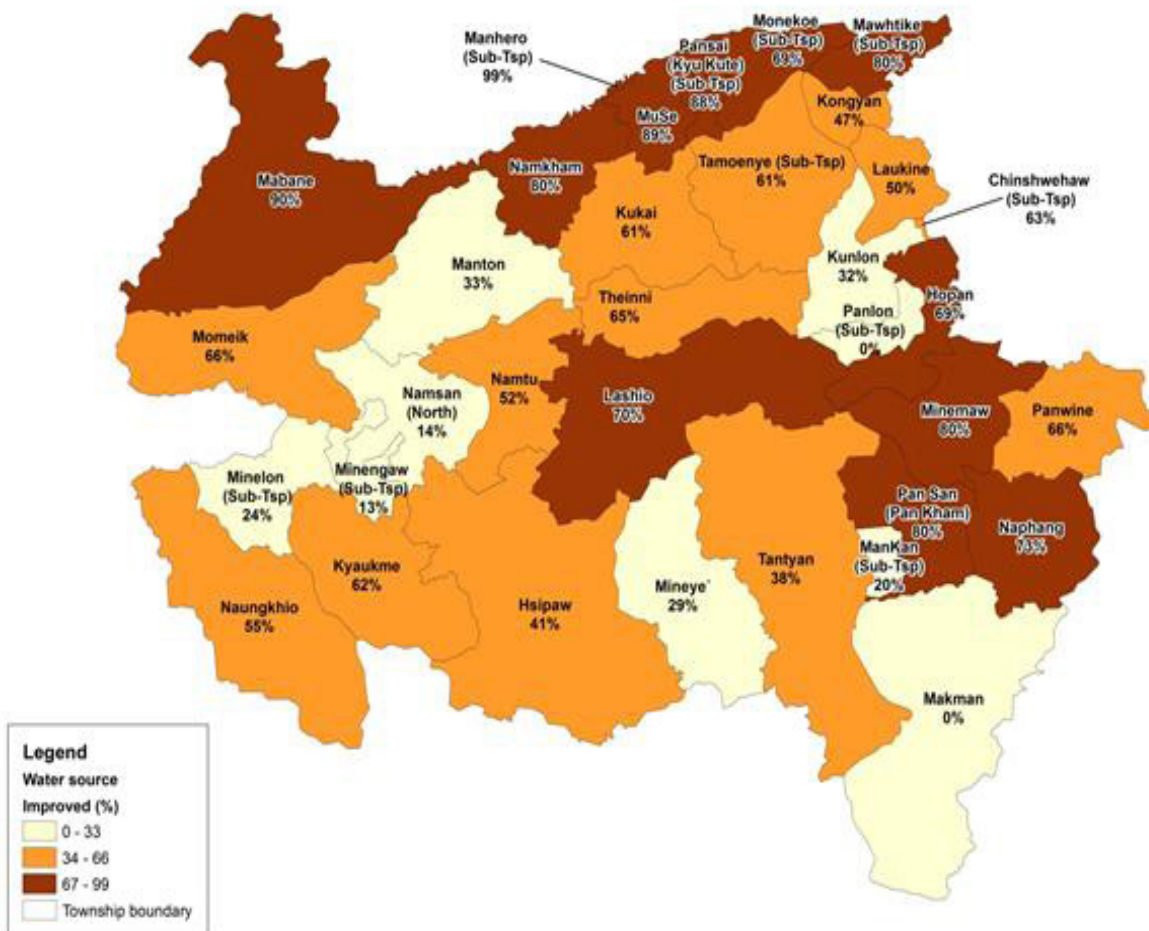 Manhero
(Sub-Tsp)
99%
Pansai
(Kyu Kute)
(Sub-Tsp)
88%
Monekoe
(Sub-Tsp)
69%
Mawhtike
(Sub-Tsp)
80%
MuSe
89%
Kongyan
47%
Mabane
90%
Namkham
80%
Tamoenye (Sub-Tsp)
61%
Laukine
50%
Chinshwehaw
(Sub-Tsp)
63%
Kukai
61%
Manton
33%
Kunlon
32%
Theinni
65%
Hopan
69%
Panlon
(Sub-Tsp)
0%
Momeik
66%
Namtu
52%
Namsan
(North)
14%
Lashio
70%
Minemaw
80%
Panwine
66%
Minelon
(Sub-Tsp)
24%
Minengaw
(Sub-Tsp)
13%
Pan San
(Pan Kham)
80%
Naphang
73%
ManKan
(Sub-Tsp)
20%
Kyaukme
62%
Tantyan
38%
Mineye`
29%
Hsipaw
41%
Naungkhio
55%
Makman
0%
Legend
Water source
Improved (%)
0 - 33
34 - 66
67 - 99
Township boundary